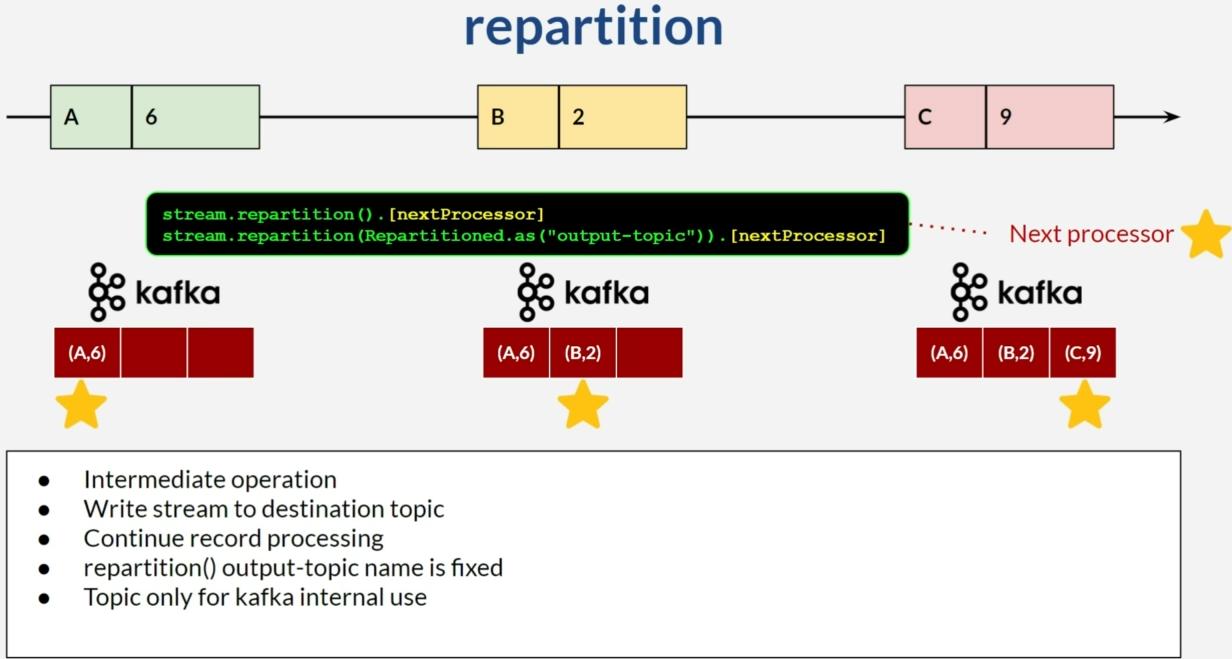 repartition
A 6
B 2
C 9
stream.repartition().[nextProcessor]
stream.repartition(Repartitioned.as("output-topic")).[nextProcessor]
Next processor
kafka
kafka
kafka
(A,6)
(A,6) (B,2)
(A,6) (B,2) (C,9)
● Intermediate operation
● Write stream to destination topic
● Continue record processing
● repartition() output-topic name is fixed
● Topic only for kafka internal use